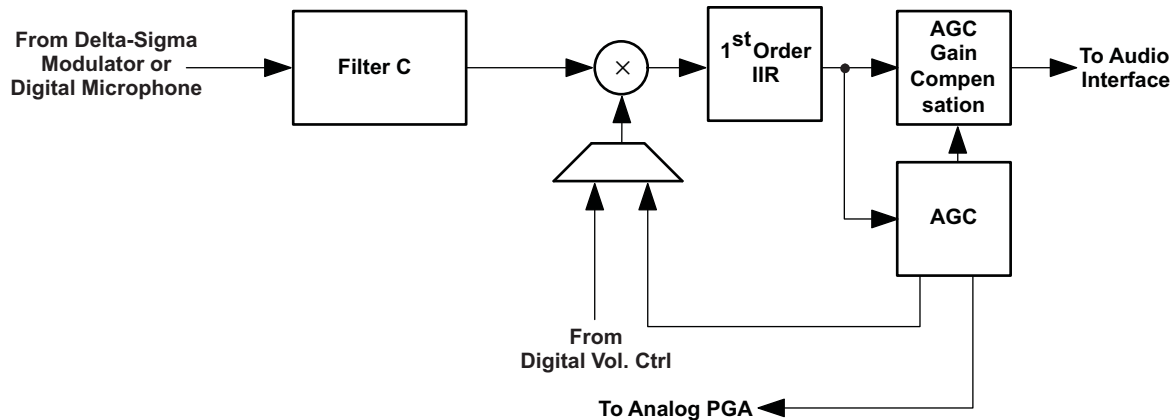 From Delta-Sigma
Modulator or
Digital Microphone
Filter C
×
1st Order
IIR
AGC
Gain
Compen
sation
To Audio
Interface
AGC
From
Digital Vol. Ctrl
To Analog PGA